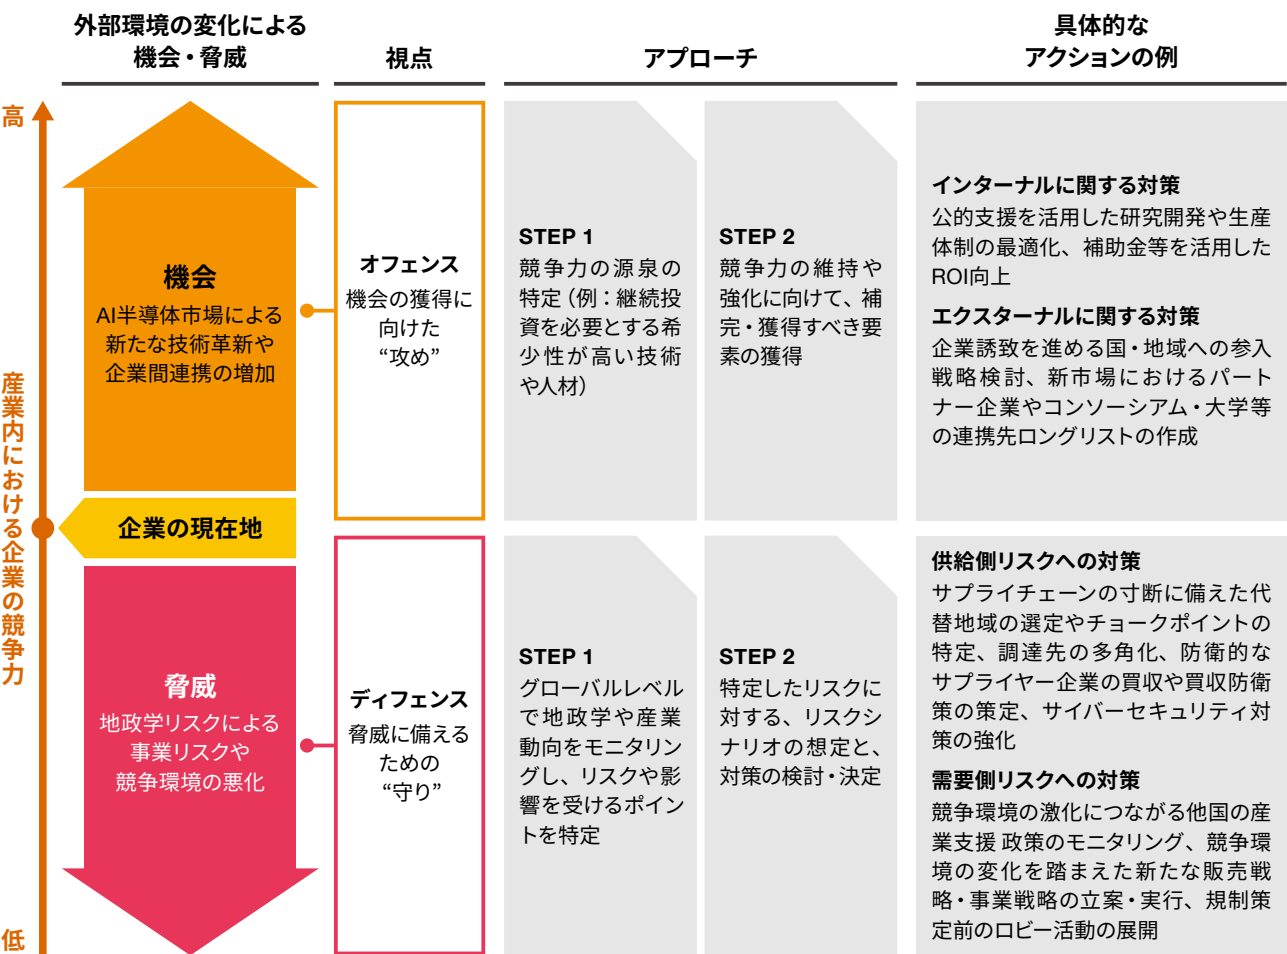 外部環境の変化による
機会・脅威
視点
アプローチ
具体的な
アクションの例
高
産業内における企業の競争力
低
機会
AI半導体市場による
新たな技術革新や
企業間連携の増加
オフェンス
機会の獲得に
向けた
“攻め”
STEP 1
競争力の源泉の
特定（例：継続投
資を必要とする希
少性が高い技術
や人材）
STEP 2
競争力の維持や
強化に向けて、補
完・獲得すべき要
素の獲得
インターナルに関する対策
公的支援を活用した研究開発や生産
体制の最適化、補助金等を活用した
ROI向上
エクスターナルに関する対策
企業誘致を進める国・地域への参入
戦略検討、新市場におけるパート
ナー企業やコンソーシアム・大学等
の連携先ロングリストの作成
企業の現在地
脅威
地政学リスクによる
事業リスクや
競争環境の悪化
ディフェンス
脅威に備える
ための
“守り”
STEP 1
グローバルレベル
で地政学や産業
動向をモニタリン
グし、リスクや影
響を受けるポイン
トを特定
STEP 2
特定したリスクに
対する、リスクシ
ナリオの想定と、
対策の検討・決定
供給側リスクへの対策
サプライチェーンの寸断に備えた代
替地域の選定やチョークポイントの
特定、調達先の多角化、防衛的な
サプライヤー企業の買収や買収防衛
策の策定、サイバーセキュリティ対
策の強化
需要側リスクへの対策
競争環境の激化につながる他国の産
業支援 政策のモニタリング、競争環
境の変化を踏まえた新たな販売戦
略・事業戦略の立案・実行、規制策
定前のロビー活動の展開